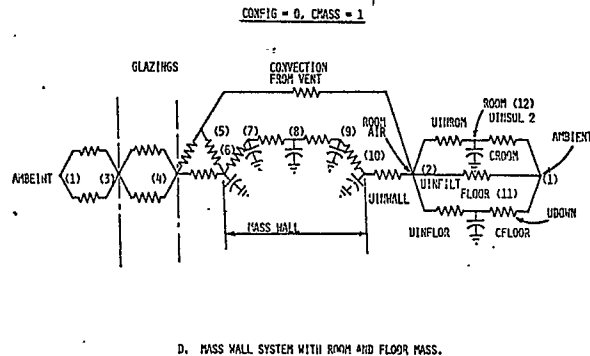 CONFIG = 0, CMASS = 1
GLAZINGS
CONVECTION
FROM VENT
ROOM (12)
UINSUL 2
AMBIENT
ROOM
AIR
UINROM
CROOM
(5)
(6)
(7)
(8)
(9)
(10)
AMBEINT
(1)
(3)
(4)
(2)
(1)
UINWALL
UINFILT
FLOOR (11)
UDOWN
MASS WALL
UINFLOR
CFLOOR
D. MASS WALL SYSTEM WITH ROOM AND FLOOR MASS.